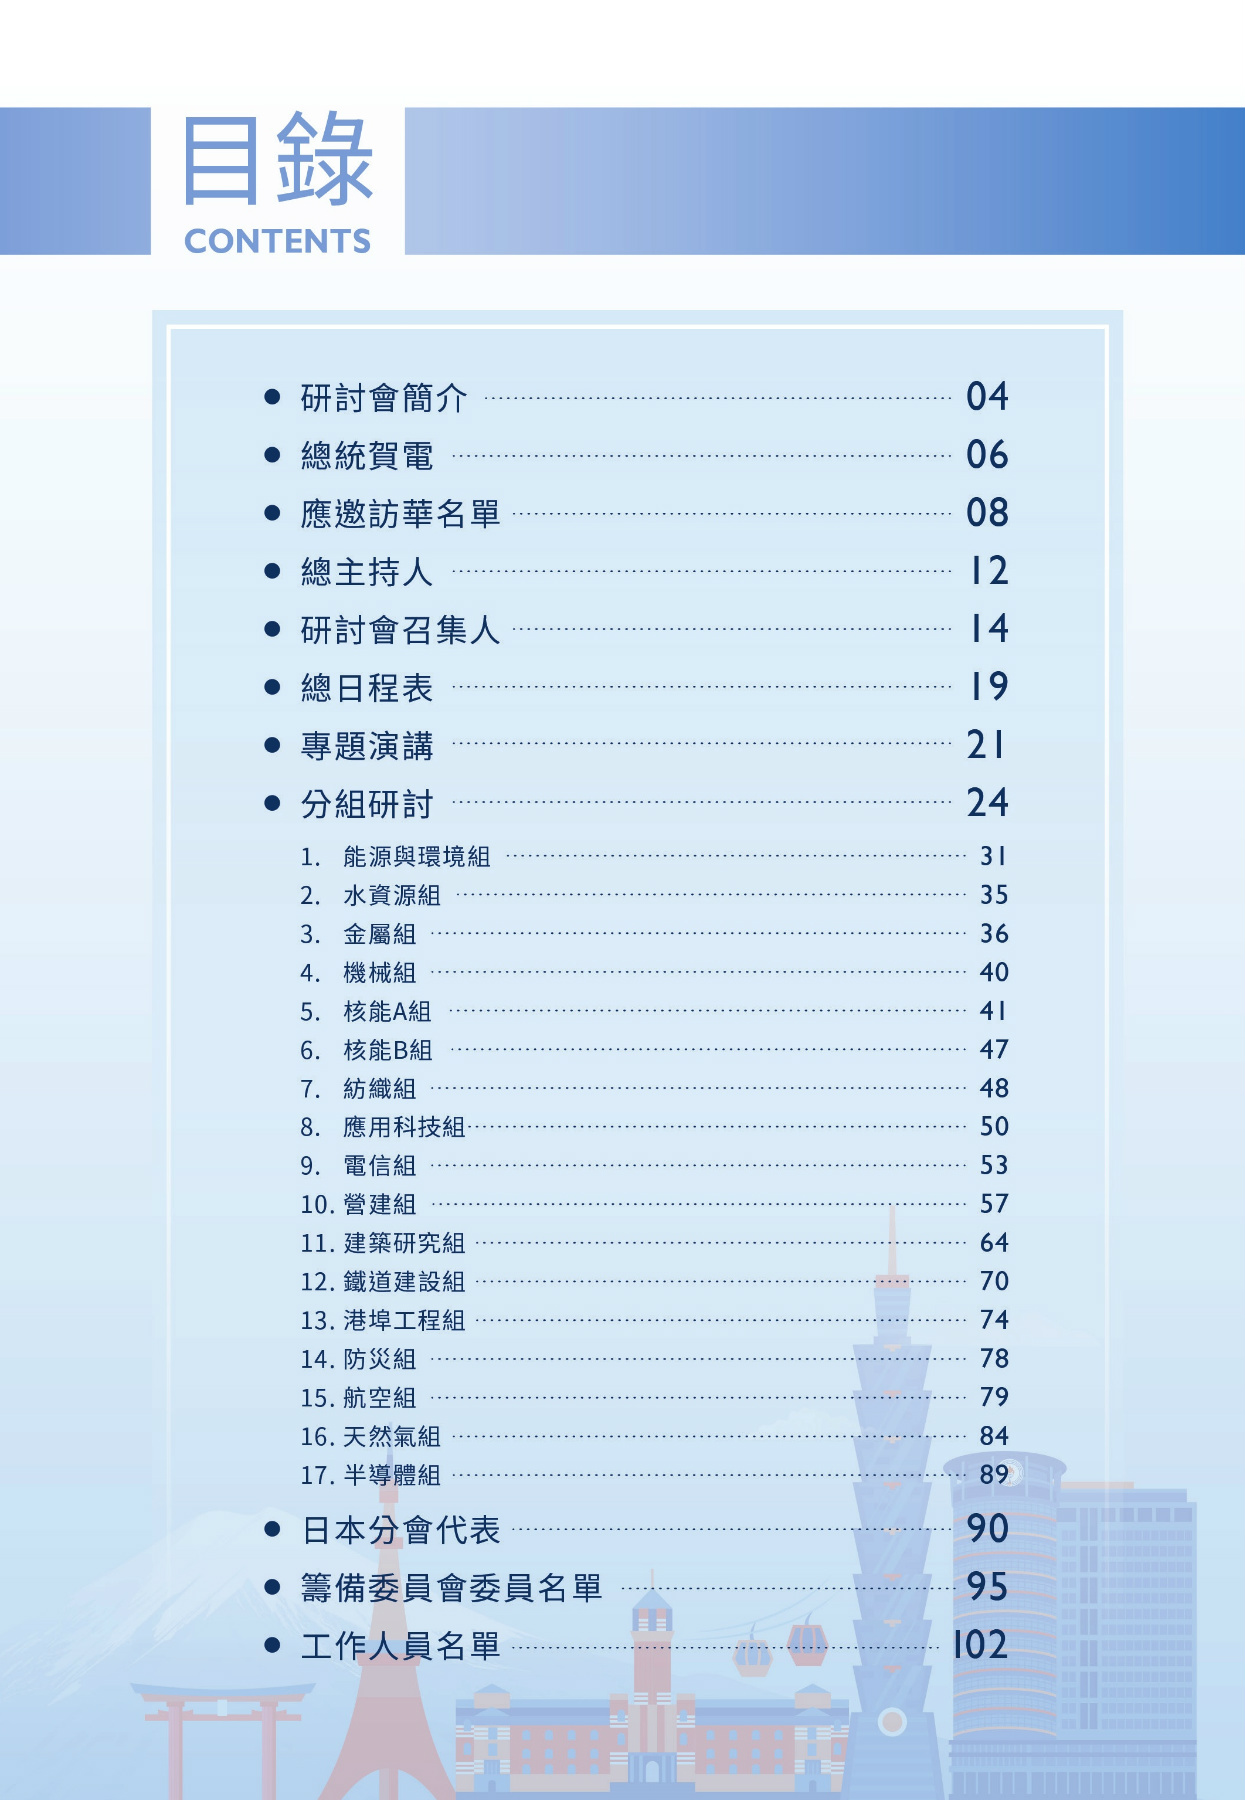 目錄
CONTENTS
● 研討會簡介 04
● 總統賀電 06
● 應邀訪華名單 08
● 總主持人 12
● 研討會召集人 14
● 總日程表 19
● 專題演講 21
● 分組研討 24
1. 能源與環境組 31
2. 水資源組 35
3. 金屬組 36
4. 機械組 40
5. 核能A組 41
6. 核能B組 47
7. 紡織組 48
8. 應用科技組 50
9. 電信組 53
10. 營建組 57
11. 建築研究組 64
12. 鐵道建設組 70
13. 港埠工程組 74
14. 防災組 78
15. 航空組 79
16. 天然氣組 84
17. 半導體組 89
● 日本分會代表 90
● 籌備委員會委員名單 95
● 工作人員名單 102